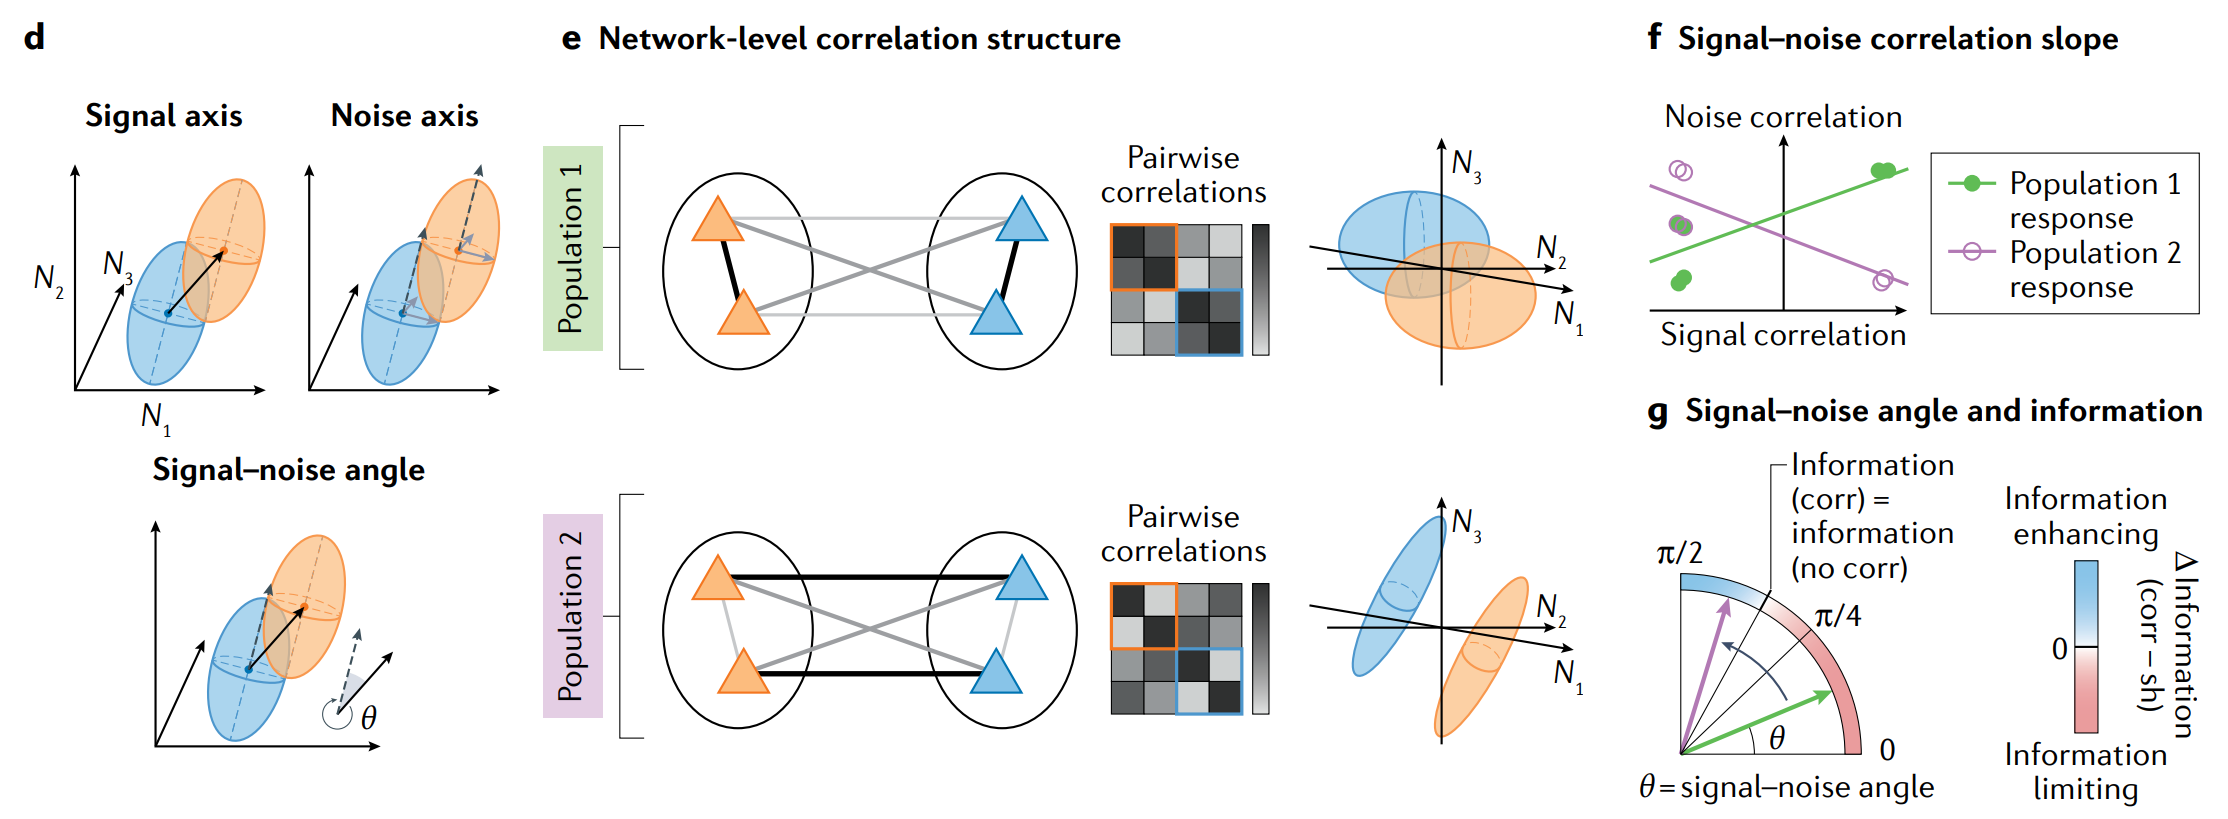 d
Signal axis
Noise axis
N2
N3
N1
Signal–noise angle
θ
e Network-level correlation structure
Population 1
Pairwise
correlations
N3
N2
N1
Population 2
Pairwise
correlations
N3
N2
N1
f Signal–noise correlation slope
Noise correlation
Signal correlation
Population 1
response
Population 2
response
g Signal–noise angle and information
Information
(corr) =
information
(no corr)
π/2
π/4
θ
0
θ = signal–noise angle
Information
enhancing
0
Δ Information
(corr – sh)
Information
limiting